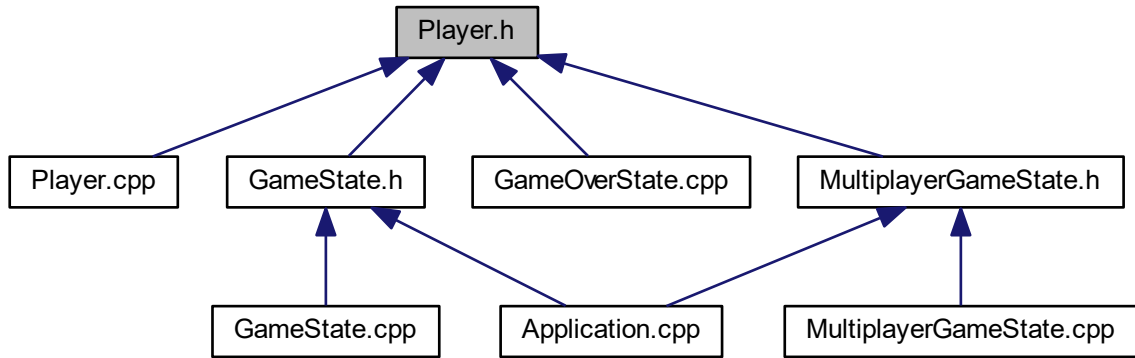 Player.h
Player.cpp
GameState.h
GameOverState.cpp
MultiplayerGameState.h
GameState.cpp
Application.cpp
MultiplayerGameState.cpp